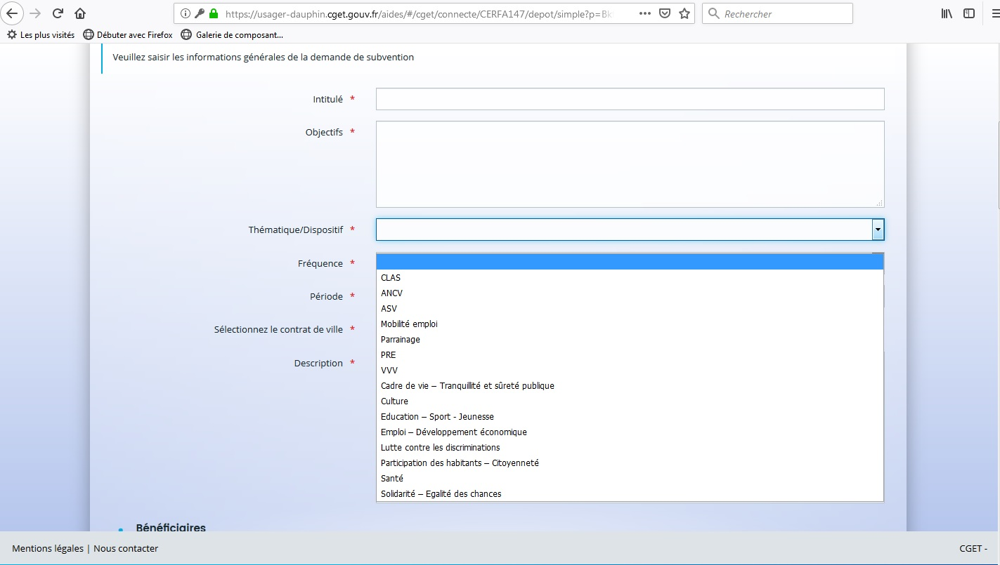 https://usager-dauphin.cget.gouv.fr/aides/#/cget/connecte/CERFA147/depot/simple?p=Bk
Rechercher
Les plus visités Débuter avec Firefox Galerie de composant...
Veuillez saisir les informations générales de la demande de subvention
Intitulé *
Objectifs *
Thématique/Dispositif *
Fréquence *
Période *
Sélectionnez le contrat de ville *
Description *
CLAS
ANCV
ASV
Mobilité emploi
Parrainage
PRE
VVV
Cadre de vie – Tranquillité et sûreté publique
Culture
Education – Sport - Jeunesse
Emploi – Développement économique
Lutte contre les discriminations
Participation des habitants – Citoyenneté
Santé
Solidarité – Egalité des chances
Bénéficiaires
Mentions légales | Nous contacter
CGET -